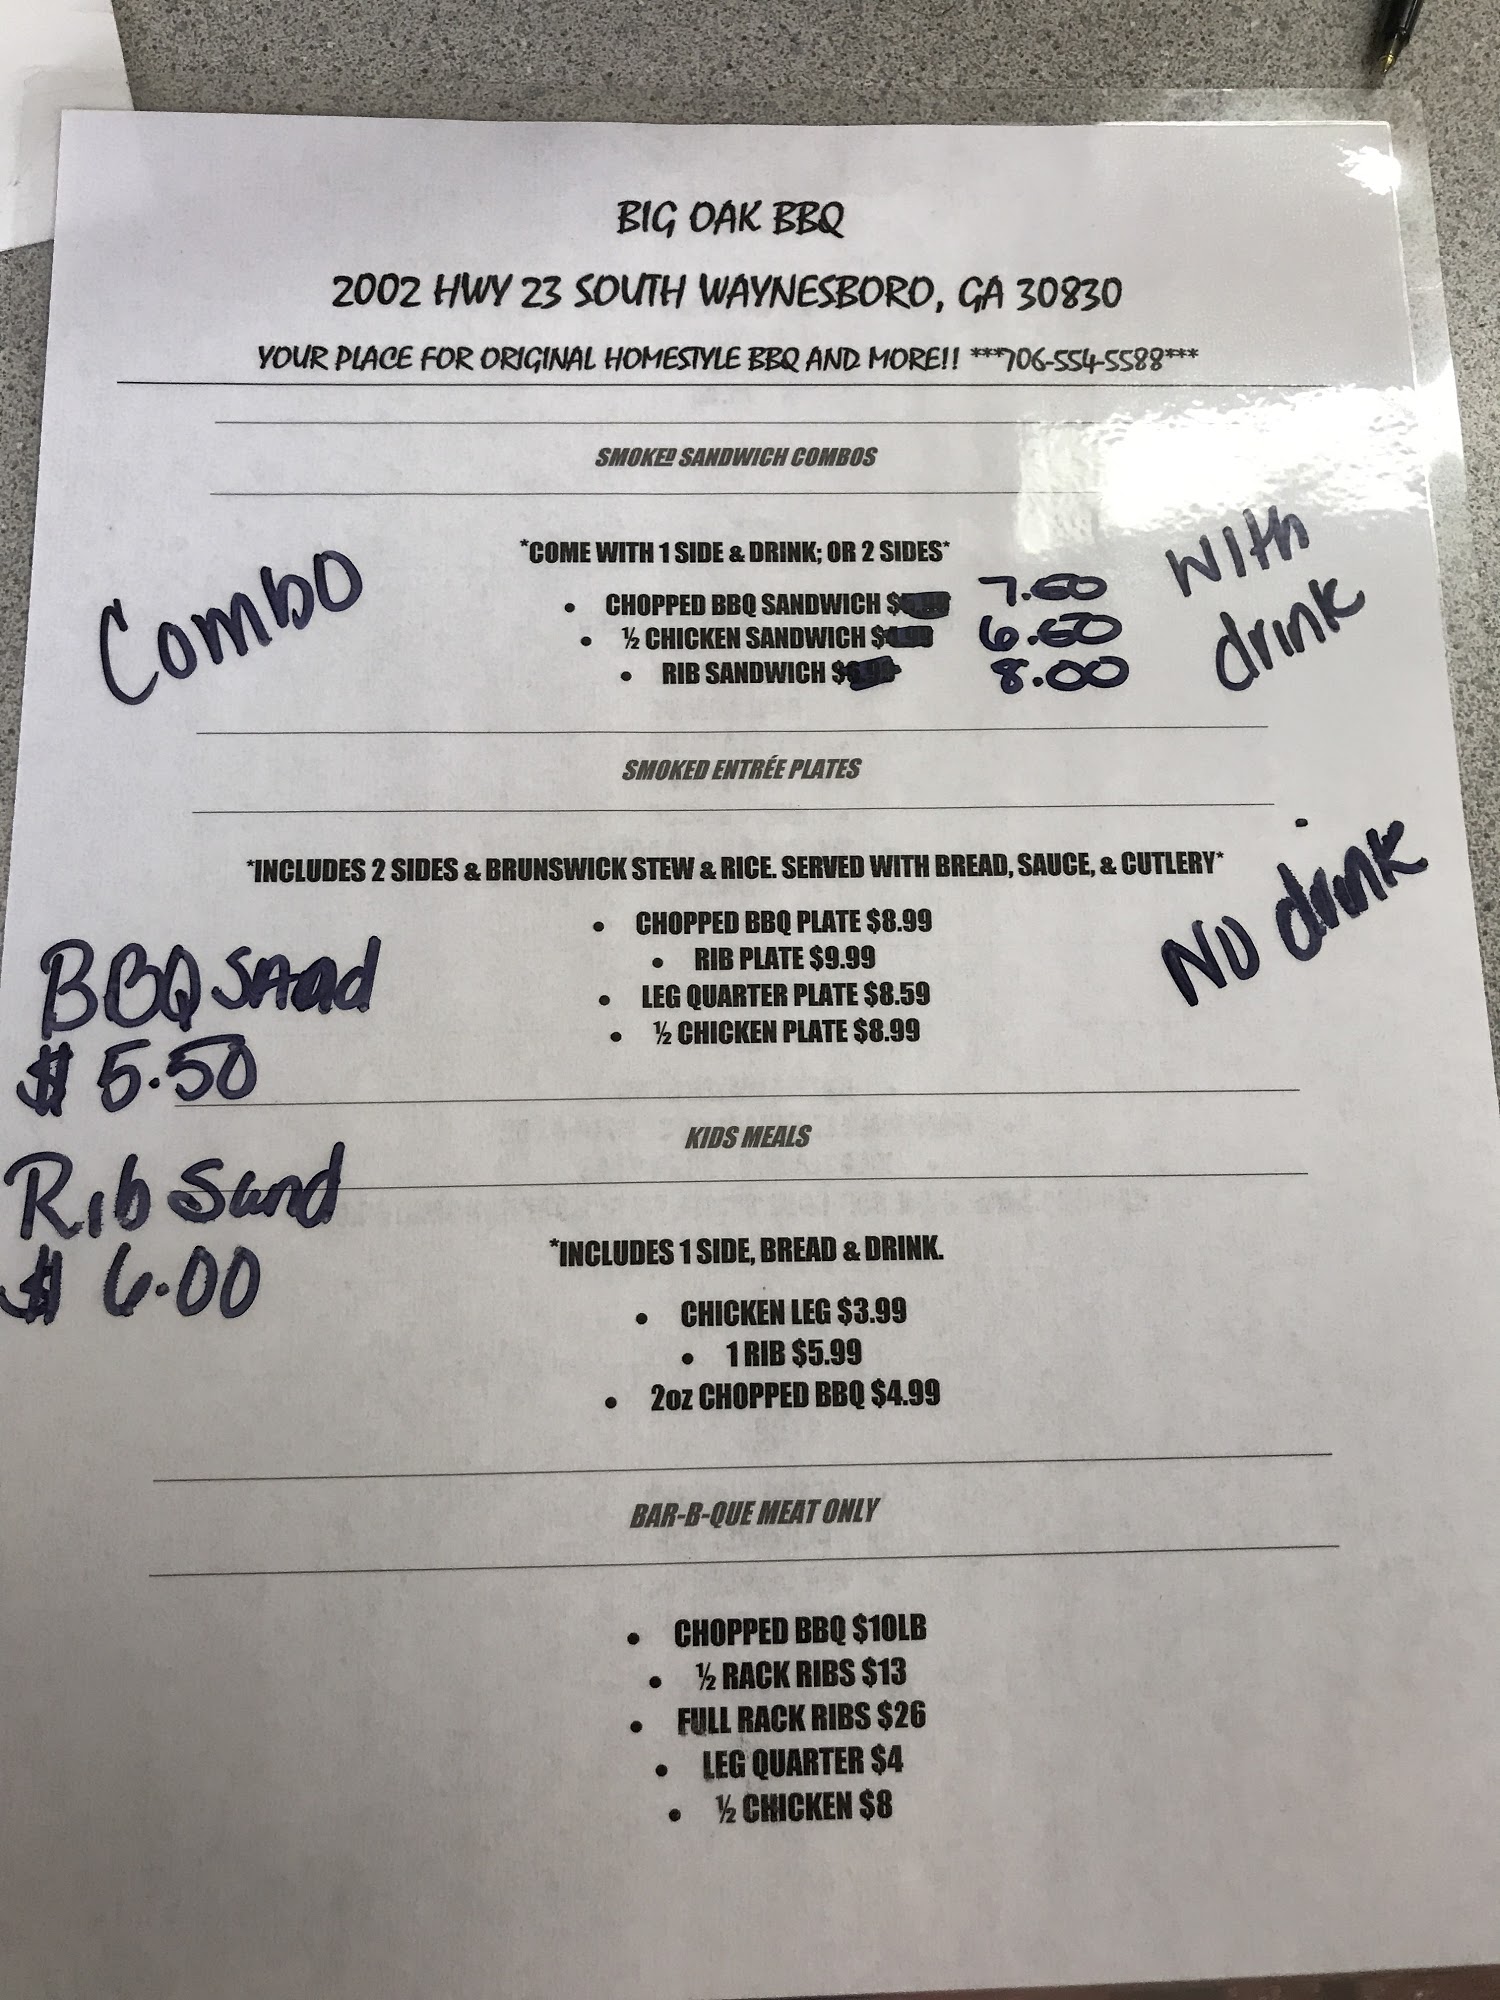 BIG OAK BBQ
2002 HWY 23 SOUTH WAYNESBORO, GA 30830
YOUR PLACE FOR ORIGINAL HOMESTYLE BBQ AND MORE!! ***706-554-5588***
SMOKED SANDWICH COMBOS
*COME WITH 1 SIDE & DRINK; OR 2 SIDES*
Combo
With
drink
• CHOPPED BBQ SANDWICH $ 7.50
• ½ CHICKEN SANDWICH $ 6.50
• RIB SANDWICH $ 8.00
SMOKED ENTRÉE PLATES
*INCLUDES 2 SIDES & BRUNSWICK STEW & RICE. SERVED WITH BREAD, SAUCE, & CUTLERY*
No drink
• CHOPPED BBQ PLATE $8.99
• RIB PLATE $9.99
• LEG QUARTER PLATE $8.59
• ½ CHICKEN PLATE $8.99
BBQ Sand
$ 5.50
Rib Sand
$ 6.00
KIDS MEALS
*INCLUDES 1 SIDE, BREAD & DRINK.
• CHICKEN LEG $3.99
• 1 RIB $5.99
• 2oz CHOPPED BBQ $4.99
BAR-B-QUE MEAT ONLY
• CHOPPED BBQ $10LB
• ½ RACK RIBS $13
• FULL RACK RIBS $26
• LEG QUARTER $4
• ½ CHICKEN $8